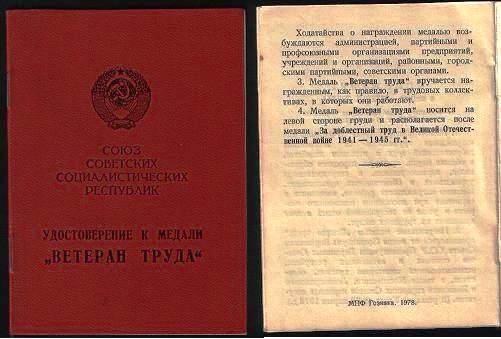 СОЮЗ
СОВЕТСКИХ
СОЦИАЛИСТИЧЕСКИХ
РЕСПУБЛИК
УДОСТОВЕРЕНИЕ К МЕДАЛИ
„ВЕТЕРАН ТРУДА“
Ходатайства о награждении медалью воз-
буждаются администрацией, партийными и
профсоюзными организациями предприятий,
учреждений и организаций, районными, город-
скими партийными, советскими органами.
3. Медаль „Ветеран труда“ вручается на-
гражденным, как правило, в трудовых коллек-
тивах, в которых они работают.
4. Медаль „Ветеран труда“ носится на
левой стороне груди и располагается после
медали „За доблестный труд в Великой Отечест-
венной войне 1941—1945 гг.“.
МПФ Гознака. 1978.